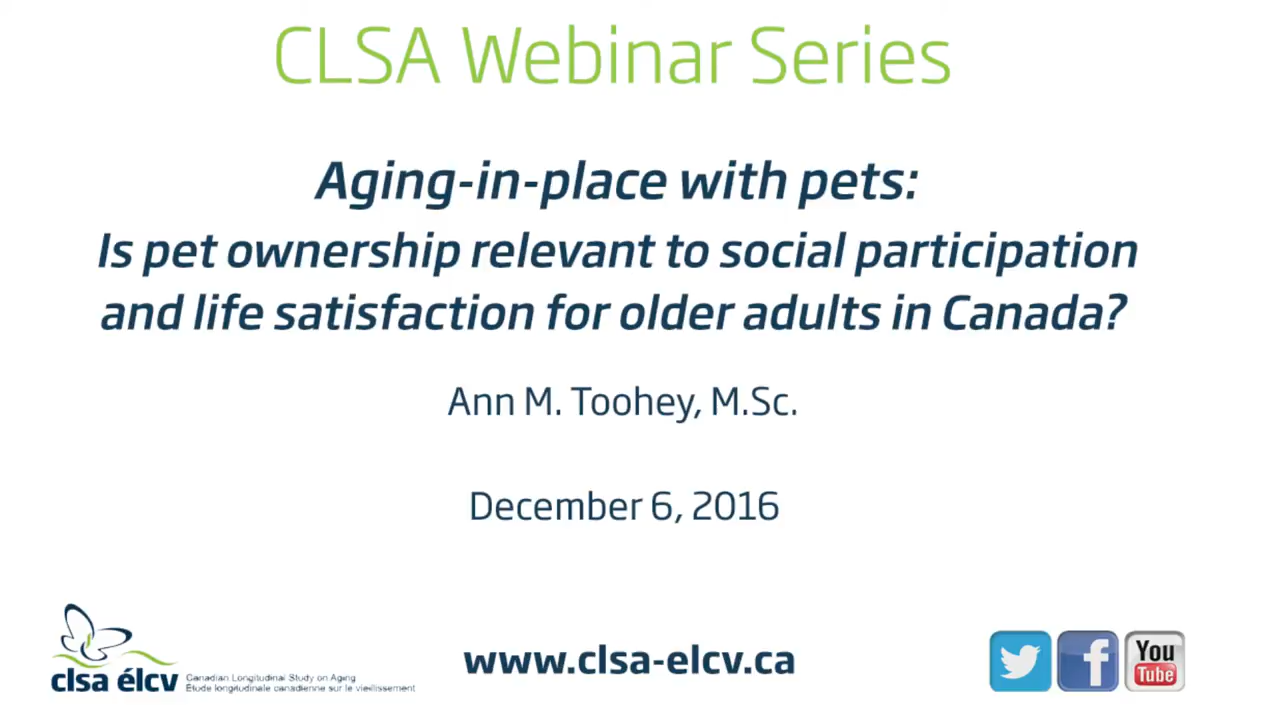 CLSA Webinar Series
Aging-in-place with pets:
Is pet ownership relevant to social participation
and life satisfaction for older adults in Canada?
Ann M. Toohey, M.Sc.
December 6, 2016
clsa élcv
Canadian Longitudinal Study on Aging
Étude longitudinale canadienne sur le vieillissement
www.clsa-elcv.ca
f
You
Tube